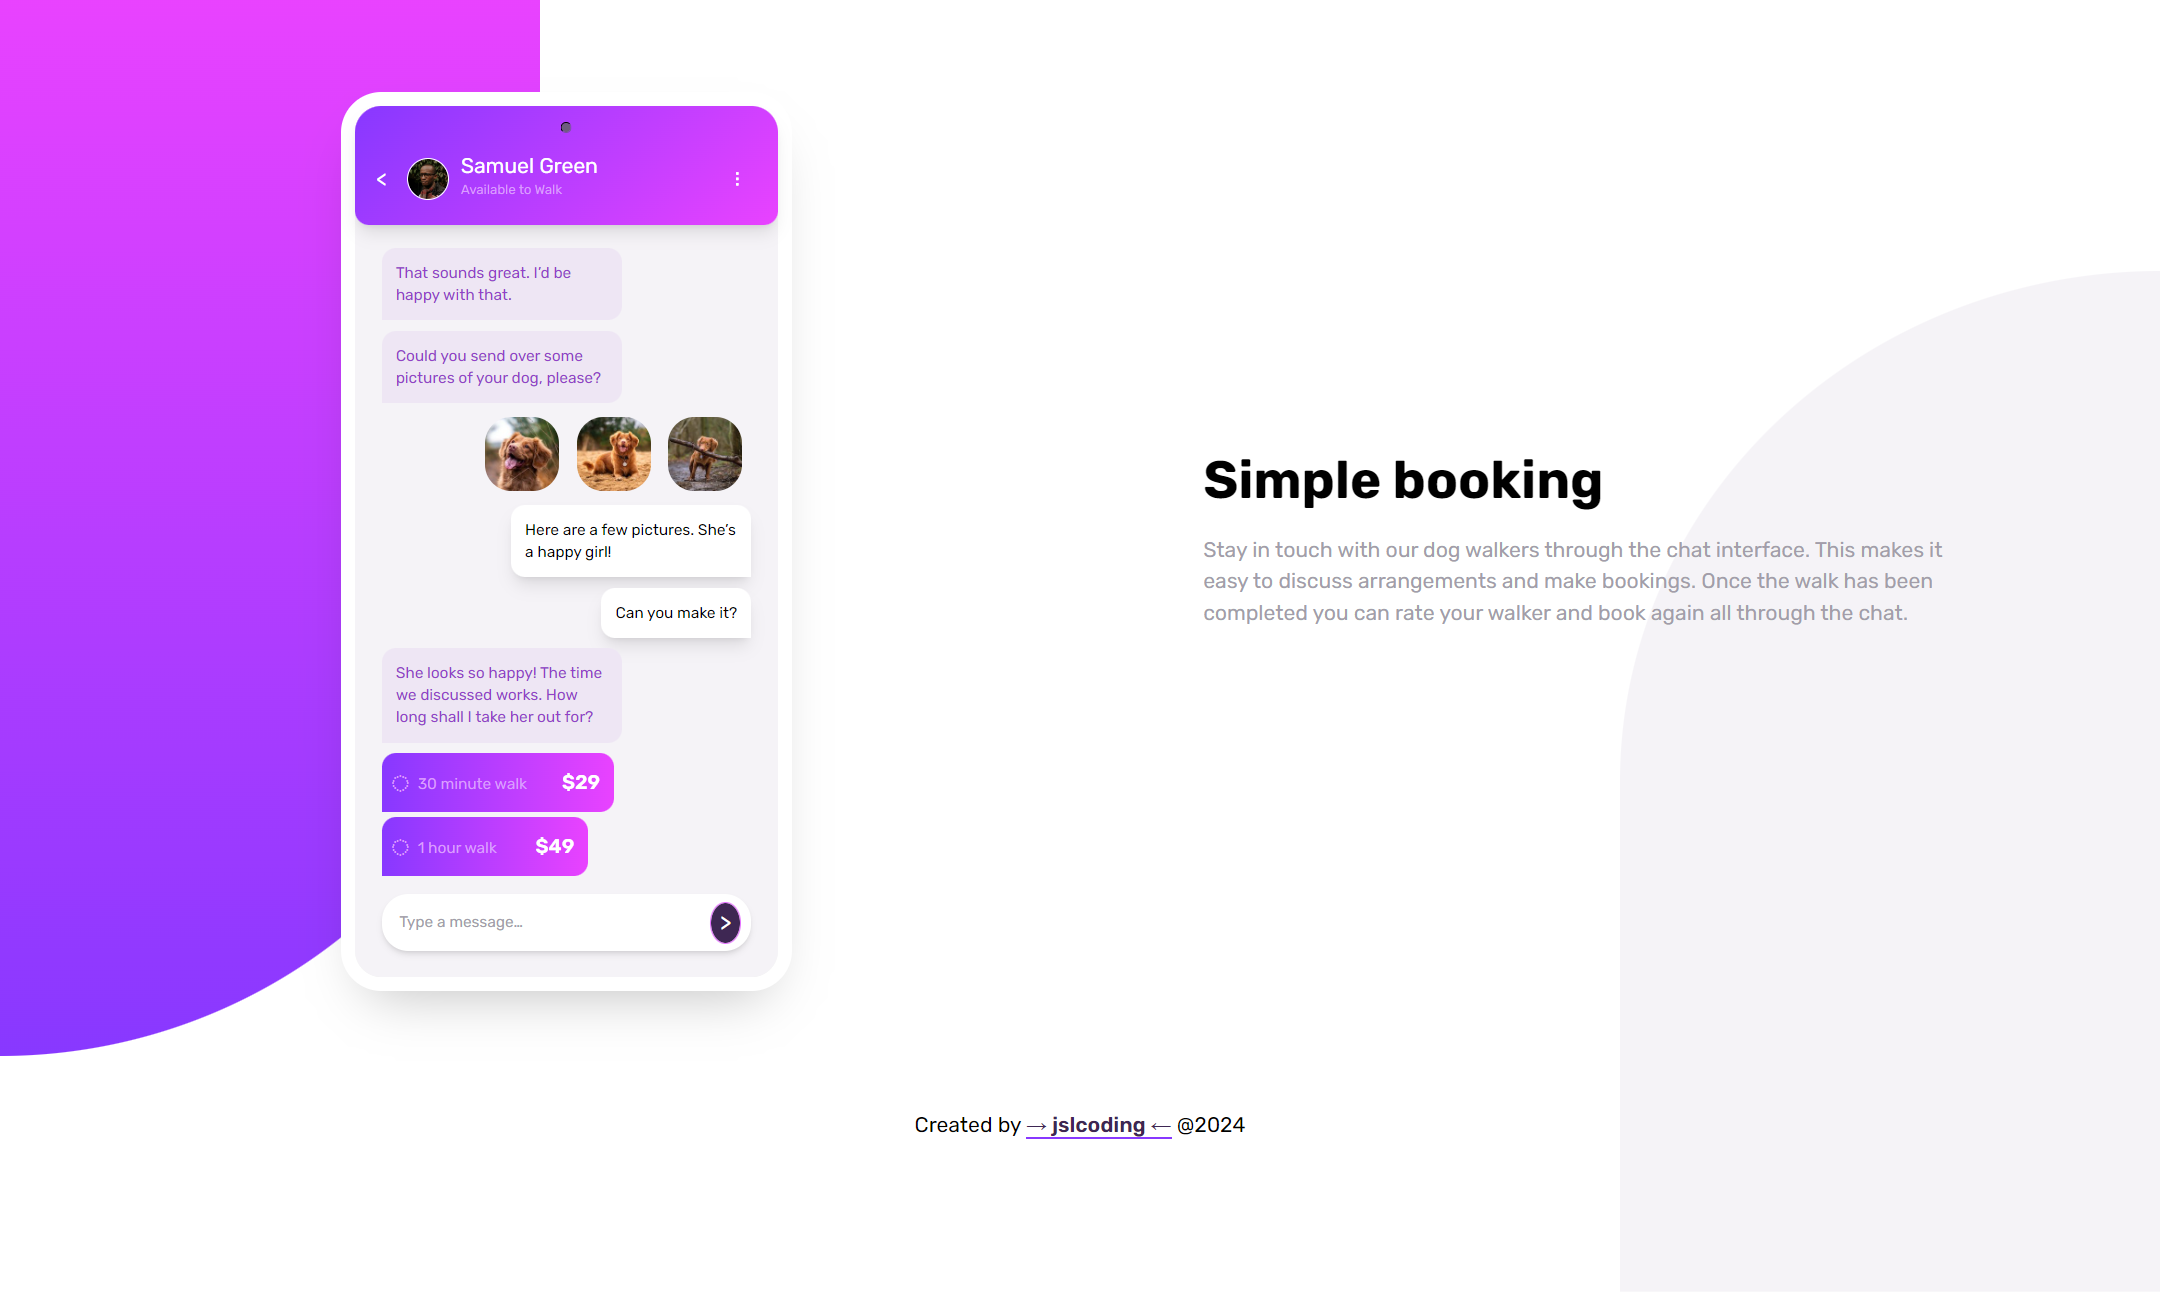 Samuel Green
Available to Walk
That sounds great. I’d be
happy with that.
Could you send over some
pictures of your dog, please?
Here are a few pictures. She’s
a happy girl!
Can you make it?
She looks so happy! The time
we discussed works. How
long shall I take her out for?
30 minute walk $29
1 hour walk $49
Type a message…
Simple booking
Stay in touch with our dog walkers through the chat interface. This makes it
easy to discuss arrangements and make bookings. Once the walk has been
completed you can rate your walker and book again all through the chat.
Created by → jslcoding ← @2024